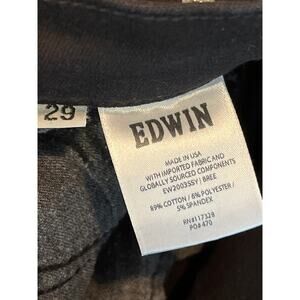 29
EDWIN
MADE IN USA
WITH IMPORTED FABRIC AND
GLOBALLY SOURCED COMPONENTS
EW2003SSY / BREE
89% COTTON / 6% POLYESTER /
5% SPANDEX
RN#117328
PO# 470